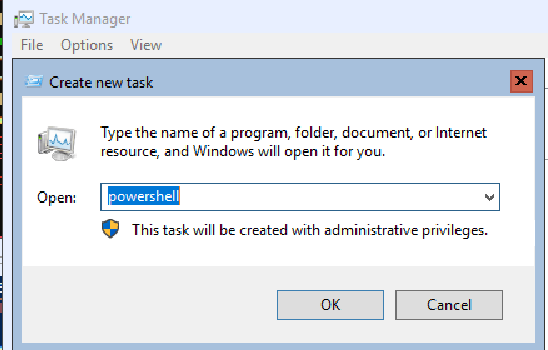 Task Manager
File Options View
Create new task
Type the name of a program, folder, document, or Internet
resource, and Windows will open it for you.
Open: powershell
This task will be created with administrative privileges.
OK Cancel